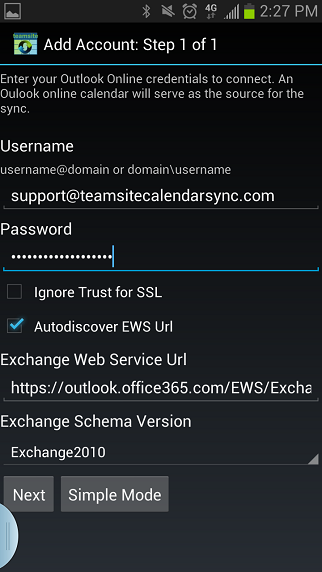 4G
2:27 PM
teamsite
Add Account: Step 1 of 1
Enter your Outlook Online credentials to connect. An
Oulook online calendar will serve as the source for the
sync.
Username
username@domain or domain\username
support@teamsitecalendarsync.com
Password
Ignore Trust for SSL
Autodiscover EWS Url
Exchange Web Service Url
https://outlook.office365.com/EWS/Excha
Exchange Schema Version
Exchange2010
Next
Simple Mode